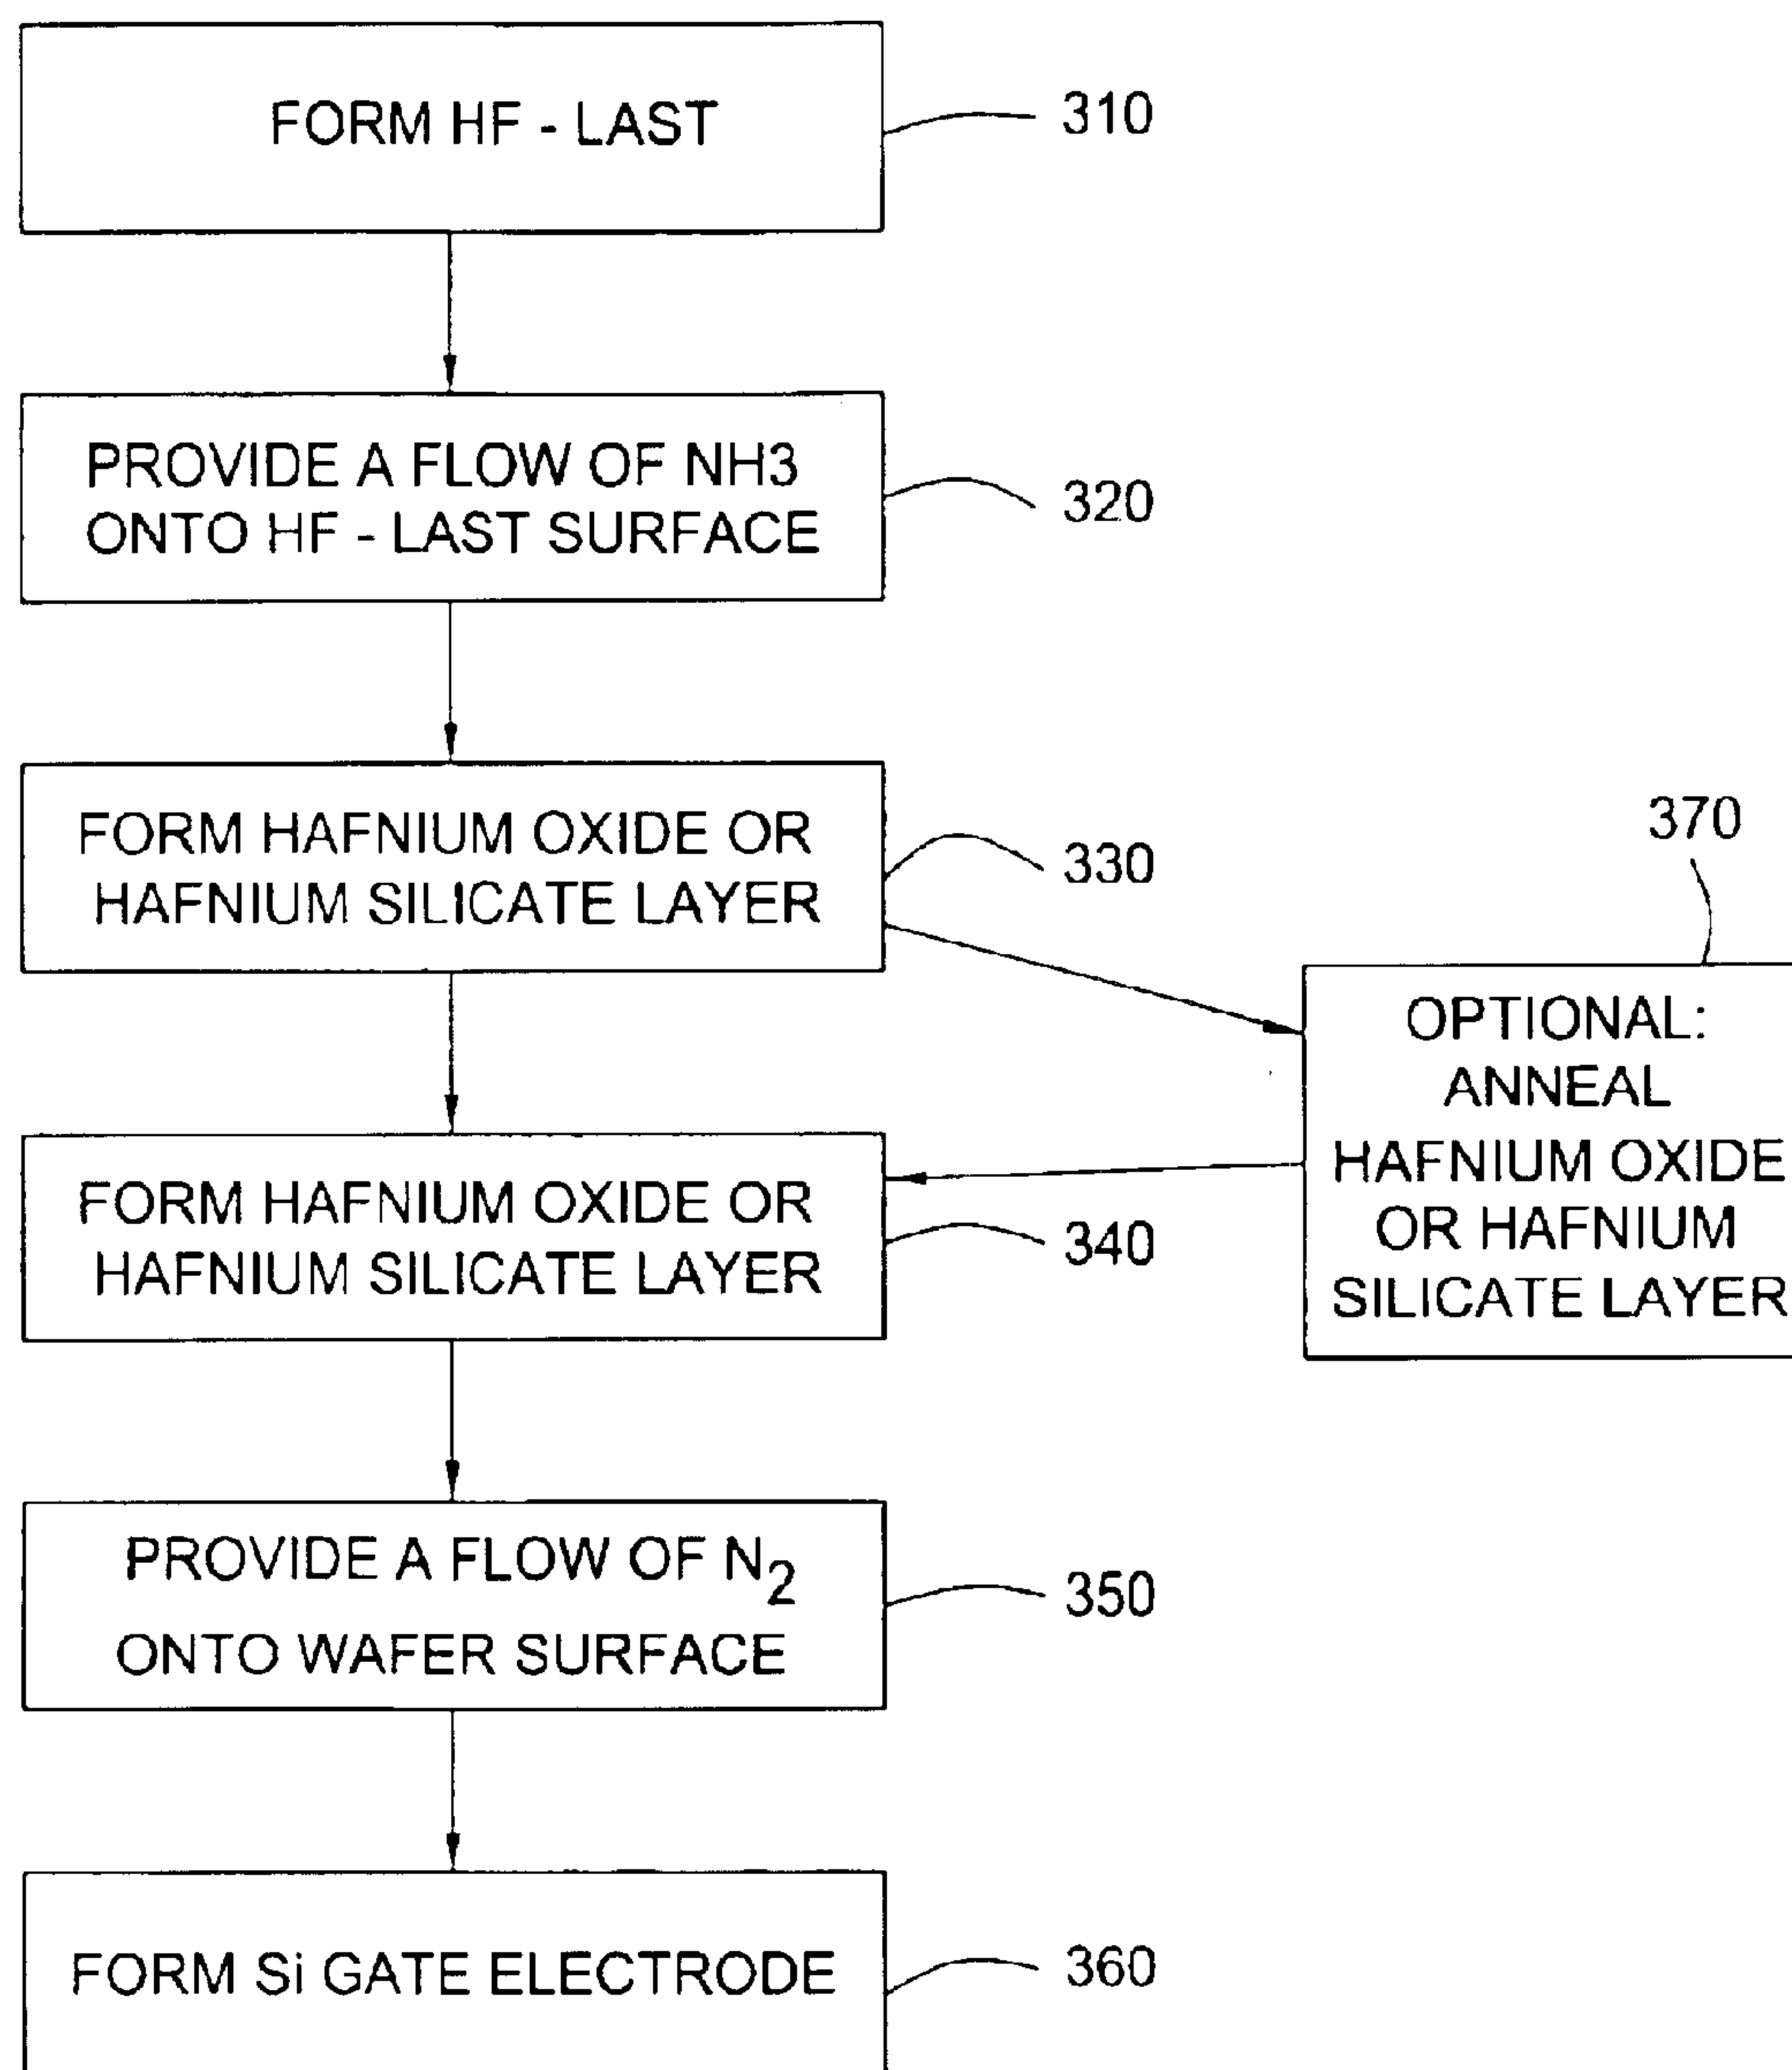 FORM HF - LAST
310
PROVIDE A FLOW OF NH3
ONTO HF - LAST SURFACE
320
FORM HAFNIUM OXIDE OR
HAFNIUM SILICATE LAYER
330
370
OPTIONAL:
ANNEAL
HAFNIUM OXIDE
OR HAFNIUM
SILICATE LAYER
FORM HAFNIUM OXIDE OR
HAFNIUM SILICATE LAYER
340
PROVIDE A FLOW OF N2
ONTO WAFER SURFACE
350
FORM Si GATE ELECTRODE
360